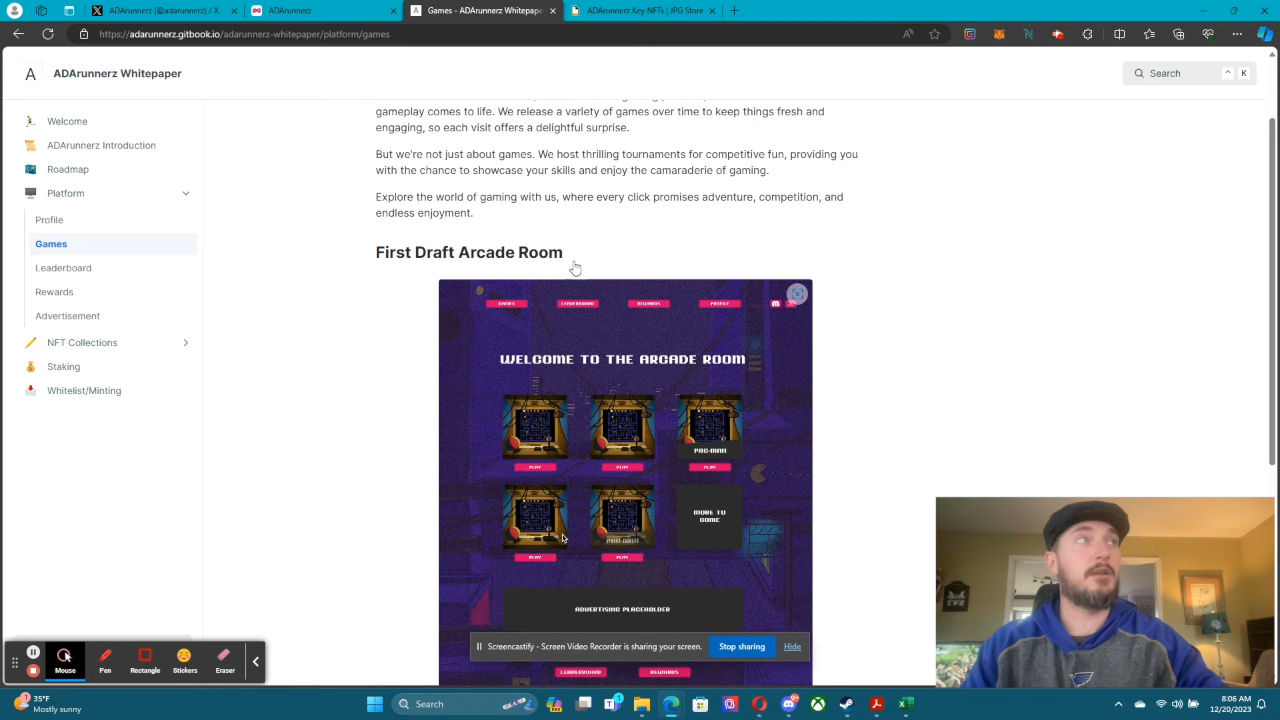 ADArunnerz (@adarunnerz) / X
ADArunnerz
Games - ADArunnerz Whitepape
ADArunnerz Key NFTs | JPG Store
https://adarunnerz.gitbook.io/adarunnerz-whitepaper/platform/games
A
ADArunnerz Whitepaper
Search
^
K
Welcome
ADArunnerz Introduction
Roadmap
Platform
Profile
Games
Leaderboard
Rewards
Advertisement
NFT Collections
Staking
Whitelist/Minting
gameplay comes to life. We release a variety of games over time to keep things fresh and
engaging, so each visit offers a delightful surprise.
But we're not just about games. We host thrilling tournaments for competitive fun, providing you
with the chance to showcase your skills and enjoy the camaraderie of gaming.
Explore the world of gaming with us, where every click promises adventure, competition, and
endless enjoyment.
First Draft Arcade Room
GAMES
LEADERBOARD
REWARDS
PROFILE
WELCOME TO THE ARCADE ROOM
PAC-MAN
PLAY
PLAY
PLAY
PAC-MAN
MORE TO
COME
PLAY
PLAY
ADVERTISING PLACEHOLDER
Screencastify - Screen Video Recorder is sharing your screen.
Stop sharing
Hide
LEADERBOARD
REWARDS
Mouse
Pen
Rectangle
Stickers
Eraser
35°F
Mostly sunny
Search
8:06 AM
12/20/2023